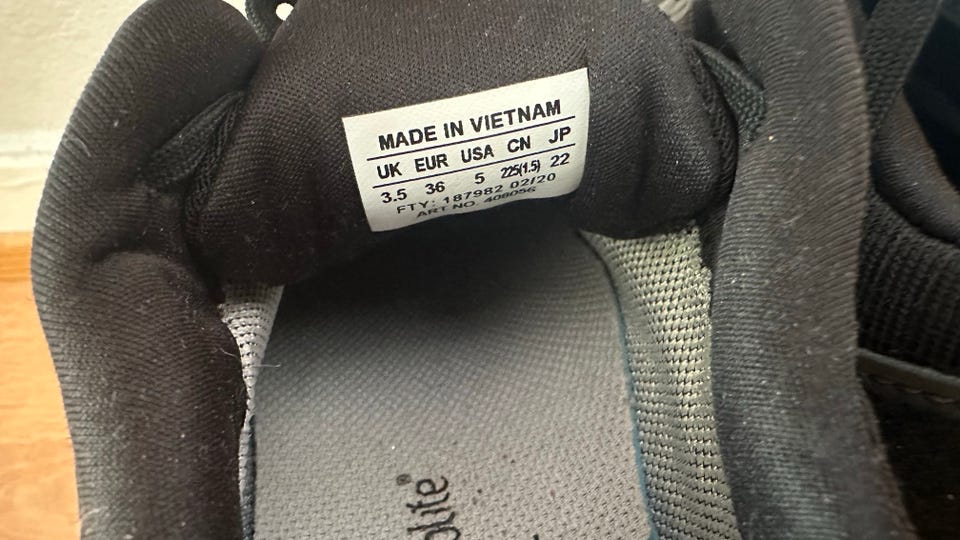 MADE IN VIETNAM
UK EUR USA CN JP
3.5 36 5 225(1.5) 22
FTY: 187982 02/20
ART NO. 408056
olite®